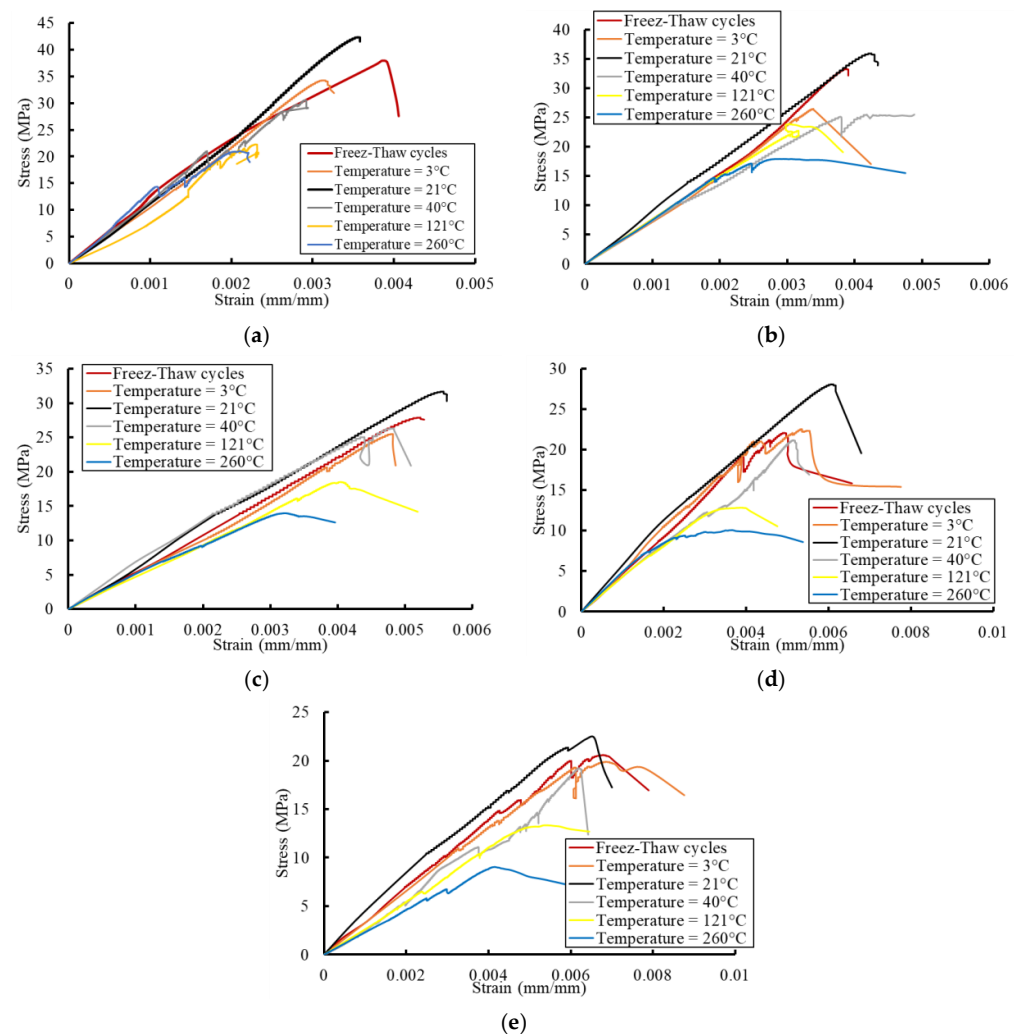 45
40
35
30
25
20
15
10
5
0
Stress (MPa)
Freez-Thaw cycles
Temperature = 3°C
Temperature = 21°C
Temperature = 40°C
Temperature = 121°C
Temperature = 260°C
0 0.001 0.002 0.003 0.004 0.005
Strain (mm/mm)
(a)
40
35
30
25
20
15
10
5
0
Stress (MPa)
Freez-Thaw cycles
Temperature = 3°C
Temperature = 21°C
Temperature = 40°C
Temperature = 121°C
Temperature = 260°C
0 0.001 0.002 0.003 0.004 0.005 0.006
Strain (mm/mm)
(b)
35
30
25
20
15
10
5
0
Stress (MPa)
Freez-Thaw cycles
Temperature = 3°C
Temperature = 21°C
Temperature = 40°C
Temperature = 121°C
Temperature = 260°C
0 0.001 0.002 0.003 0.004 0.005 0.006
Strain (mm/mm)
(c)
30
25
20
15
10
5
0
Stress (MPa)
Freez-Thaw cycles
Temperature = 3°C
Temperature = 21°C
Temperature = 40°C
Temperature = 121°C
Temperature = 260°C
0 0.002 0.004 0.006 0.008 0.01
Strain (mm/mm)
(d)
25
20
15
10
5
0
Stress (MPa)
Freez-Thaw cycles
Temperature = 3°C
Temperature = 21°C
Temperature = 40°C
Temperature = 121°C
Temperature = 260°C
0 0.002 0.004 0.006 0.008 0.01
Strain (mm/mm)
(e)